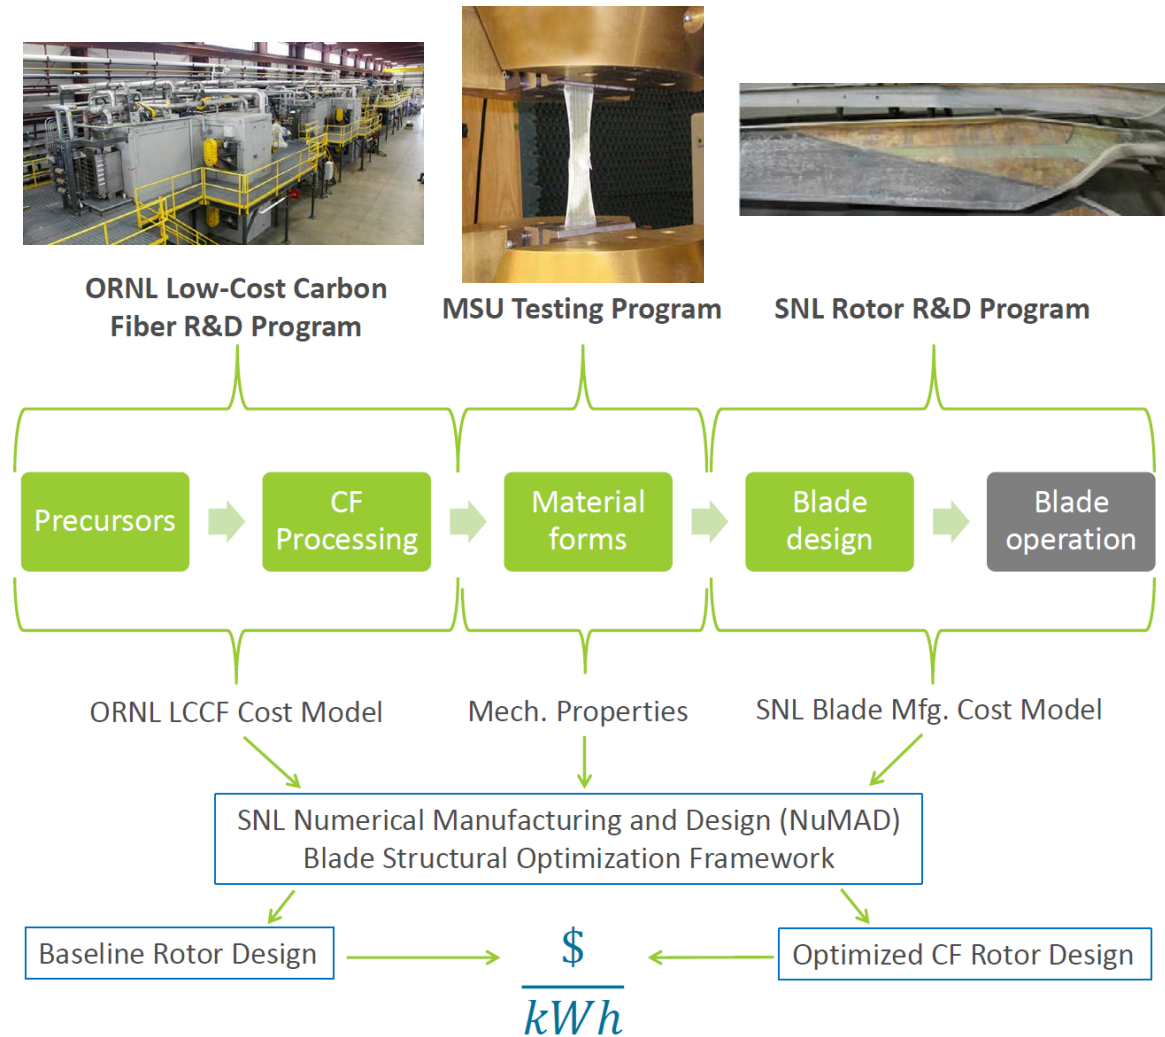 ORNL Low-Cost Carbon
Fiber R&D Program
MSU Testing Program
SNL Rotor R&D Program
Precursors
CF
Processing
Material
forms
Blade
design
Blade
operation
ORNL LCCF Cost Model
Mech. Properties
SNL Blade Mfg. Cost Model
SNL Numerical Manufacturing and Design (NuMAD)
Blade Structural Optimization Framework
Baseline Rotor Design
$
kWh
Optimized CF Rotor Design